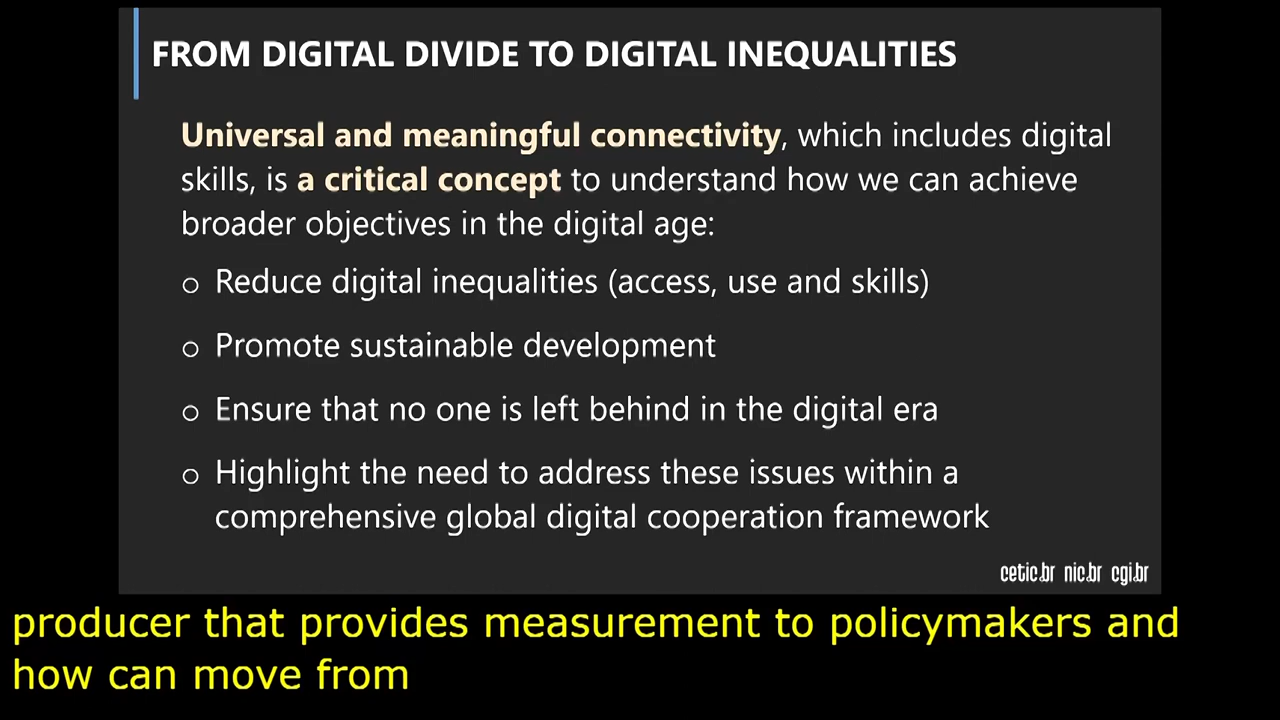 FROM DIGITAL DIVIDE TO DIGITAL INEQUALITIES
Universal and meaningful connectivity, which includes digital
skills, is a critical concept to understand how we can achieve
broader objectives in the digital age:
o Reduce digital inequalities (access, use and skills)
o Promote sustainable development
o Ensure that no one is left behind in the digital era
o Highlight the need to address these issues within a
comprehensive global digital cooperation framework
cetic.br nic.br cgi.br
producer that provides measurement to policymakers and
how can move from